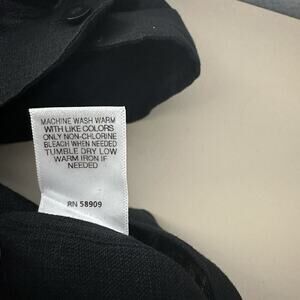 MACHINE WASH WARM
WITH LIKE COLORS
ONLY NON-CHLORINE
BLEACH WHEN NEEDED
TUMBLE DRY LOW
WARM IRON IF
NEEDED
RN 58909